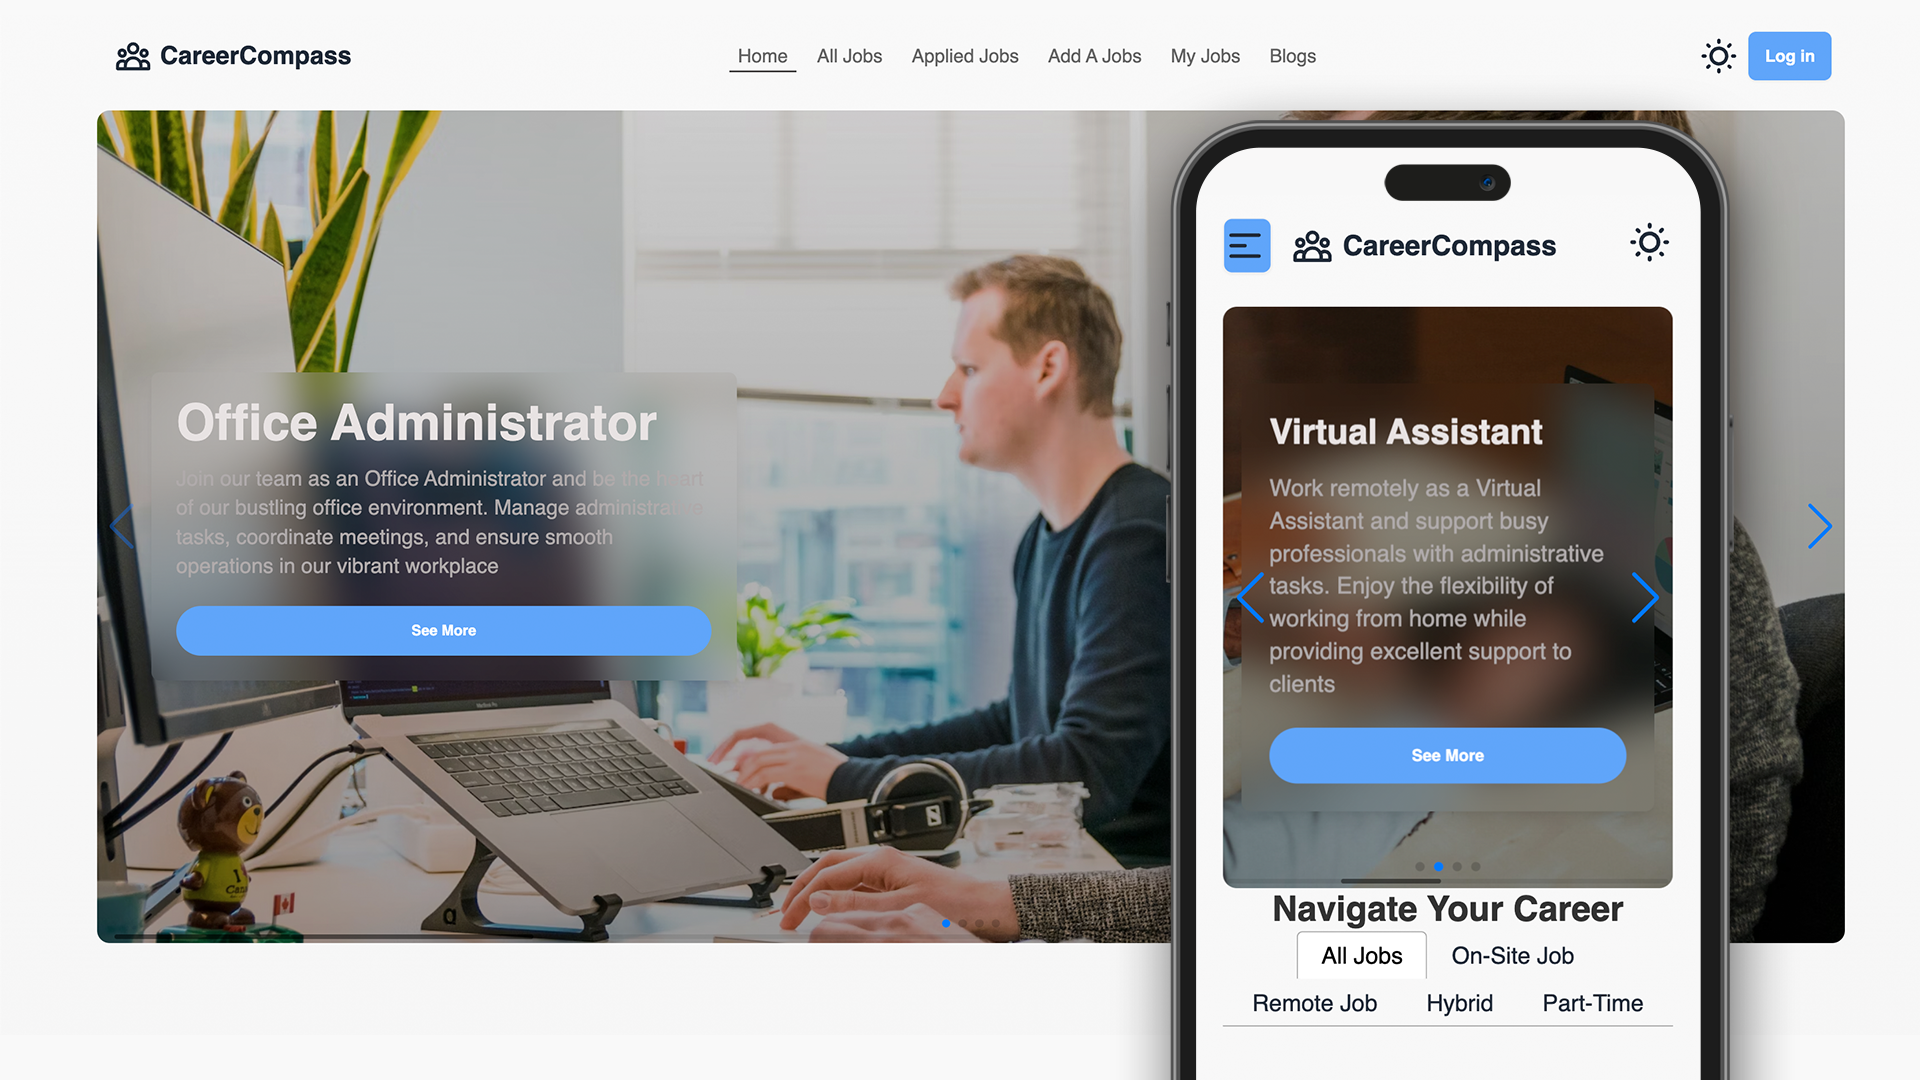 CareerCompass
Home
All Jobs
Applied Jobs
Add A Jobs
My Jobs
Blogs
Log in
Office Administrator
Join our team as an Office Administrator and be the heart
of our bustling office environment. Manage administrative
tasks, coordinate meetings, and ensure smooth
operations in our vibrant workplace
See More
CareerCompass
Virtual Assistant
Work remotely as a Virtual
Assistant and support busy
professionals with administrative
tasks. Enjoy the flexibility of
working from home while
providing excellent support to
clients
See More
Navigate Your Career
All Jobs
On-Site Job
Remote Job
Hybrid
Part-Time